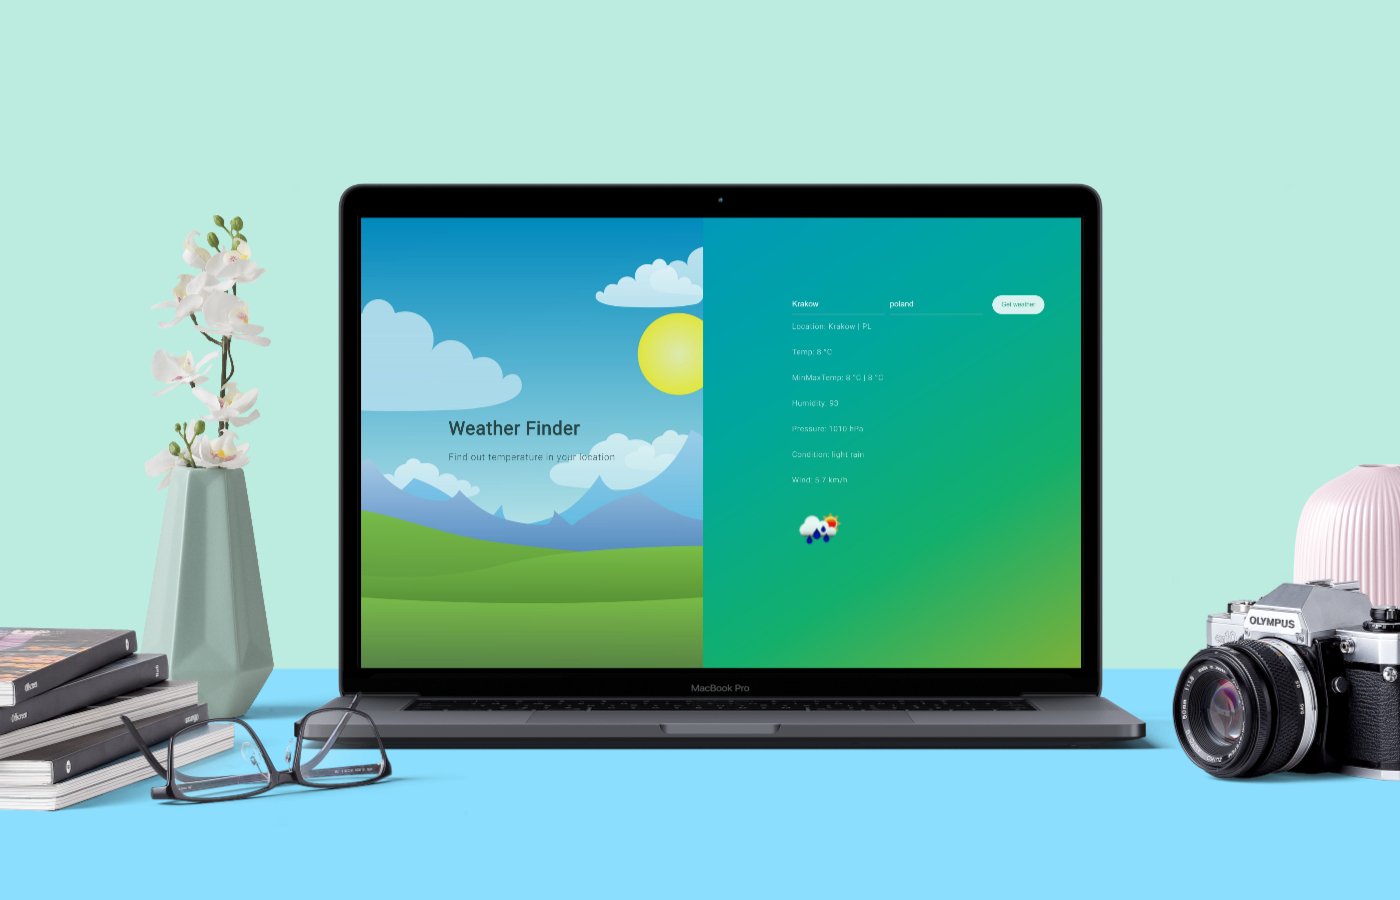 Weather Finder
Find out temperature in your location
Krakow
poland
Get weather
Location: Krakow | PL
Temp: 8 °C
MinMaxTemp: 8 °C | 8 °C
Humidity: 93
Pressure: 1010 hPa
Condition: light rain
Wind: 5.7 km/h
MacBook Pro
OLYMPUS